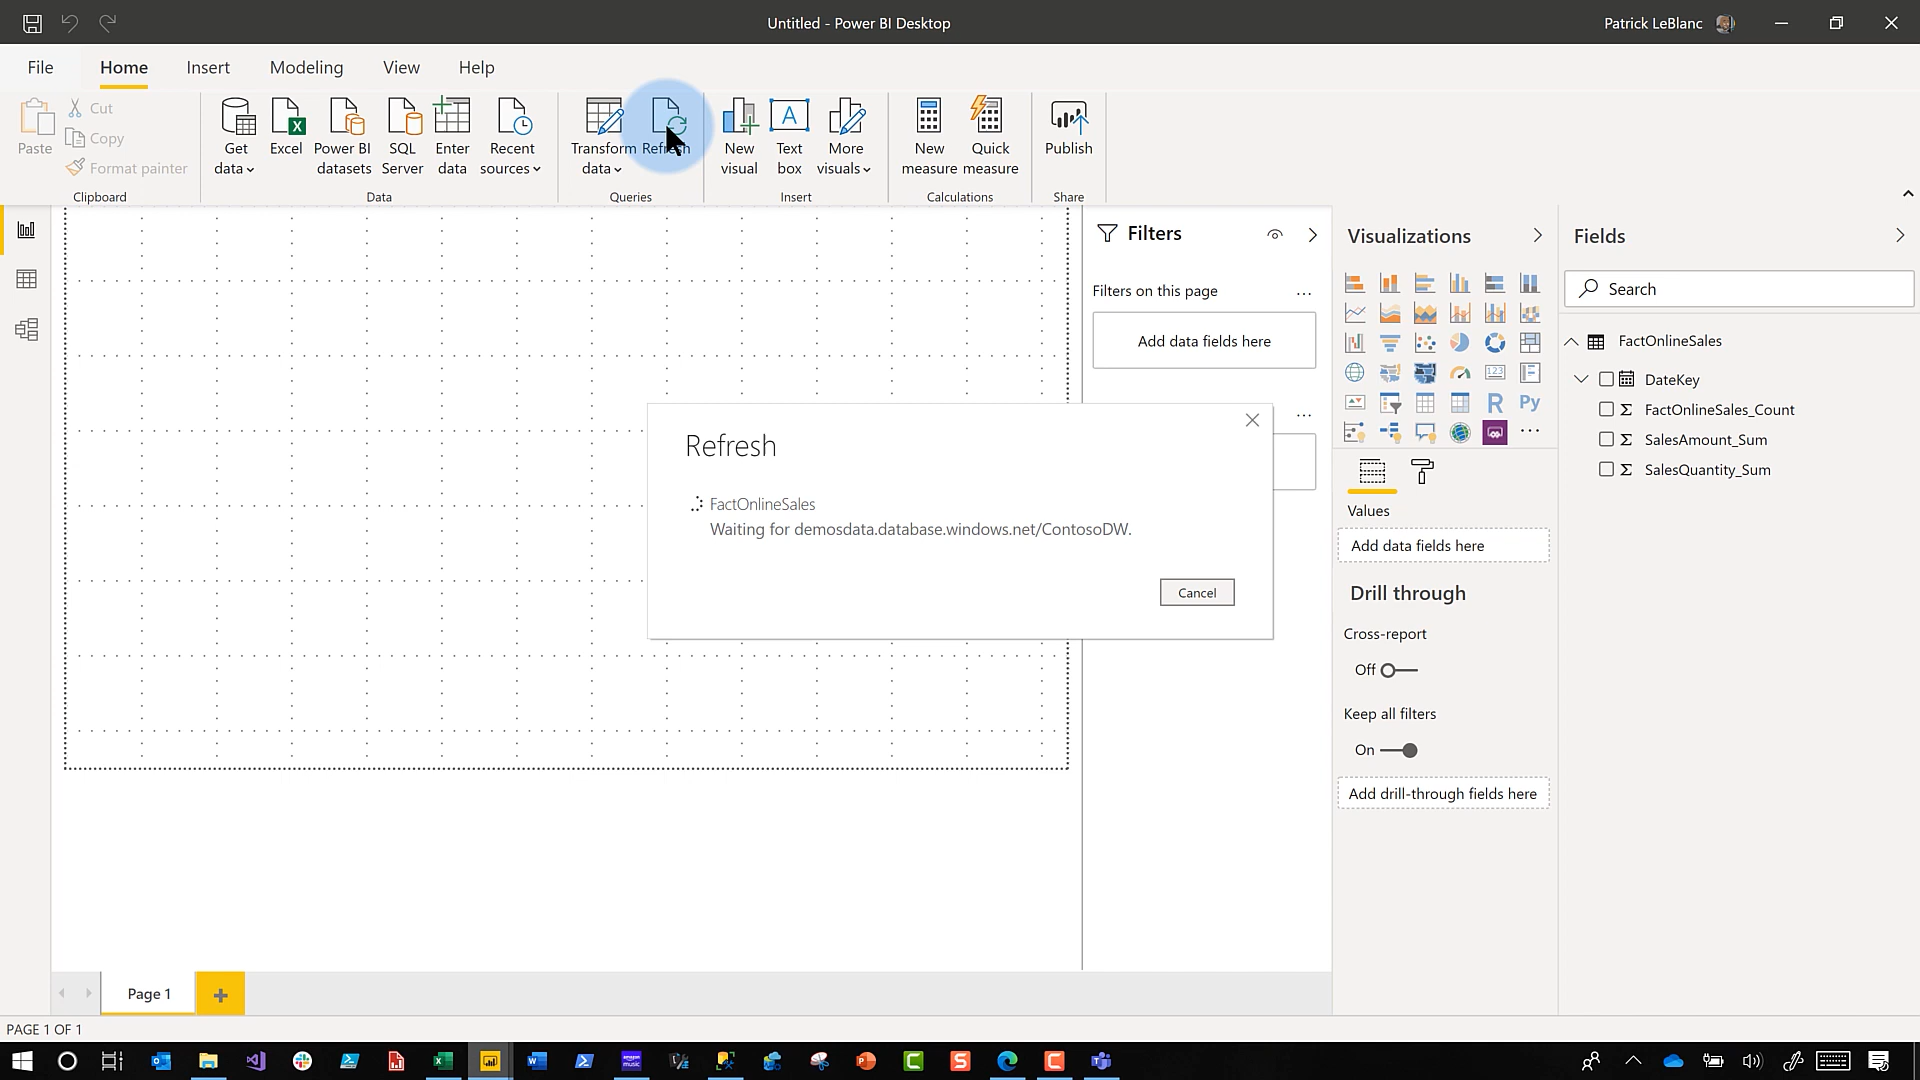 Untitled - Power BI Desktop
Patrick LeBlanc
File
Home
Insert
Modeling
View
Help
Paste
Cut
Copy
Format painter
Clipboard
Get data
Excel
Power BI datasets
SQL Server
Enter data
Recent sources
Data
Transform data
Refresh
Queries
New visual
Text box
More visuals
Insert
New measure
Quick measure
Calculations
Publish
Share
Filters
Filters on this page
...
Add data fields here
...
Refresh
FactOnlineSales
Waiting for demosdata.database.windows.net/ContosoDW.
Cancel
Visualizations
123
R
Py
...
Values
Add data fields here
Drill through
Cross-report
Off
Keep all filters
On
Add drill-through fields here
Fields
Search
FactOnlineSales
DateKey
Σ FactOnlineSales_Count
Σ SalesAmount_Sum
Σ SalesQuantity_Sum
Page 1
PAGE 1 OF 1